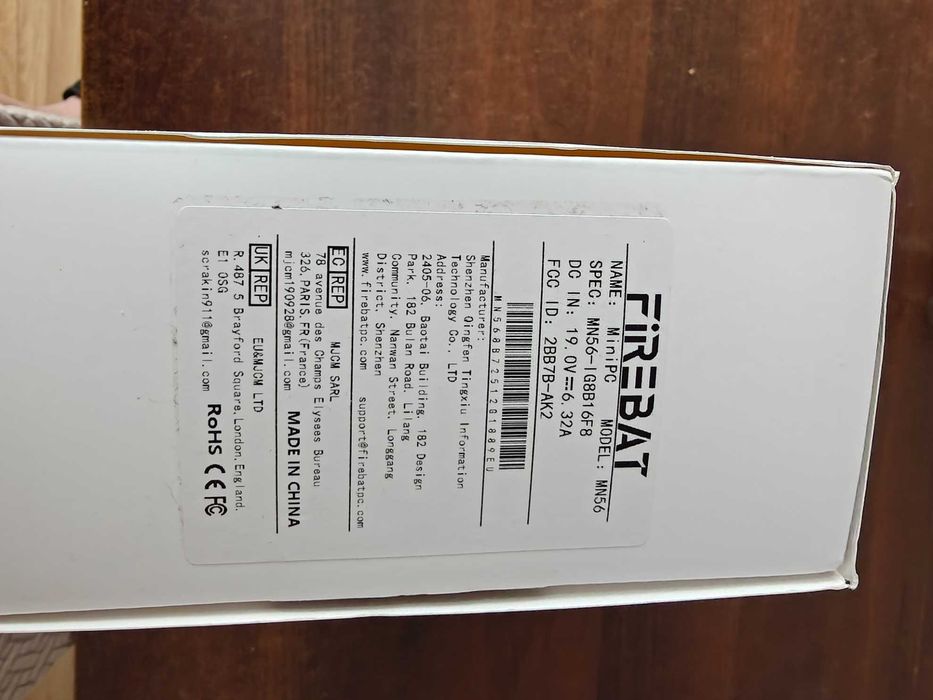 FiREBAT
NAME: MiniPC MODEL: MN56
SPEC: MN56-IGBB16F8
DC IN: 19.0V⎓6.32A
FCC ID: 2BB7B-AK2
MN568B7251201889EU
Manufacturer:
Shenzhen Qingfen Tingxiu Information
Technology Co., LTD
Address:
2405-06, Baotai Building, 182 Design
Park, 182 Bulan Road, Lilang
Community, Nanwan Street, Longgang
District, Shenzhen
www.firebatpc.com support@firebatpc.com
EC REP MJCM SARL
78 avenue des Champs Elysees Bureau
326, PARIS, FR(France)
mjcm190928@gmail.com MADE IN CHINA
UK REP EU&MJCM LTD
R. 487 5 Brayford Square, London, England,
E1 0SG
scrakin911@gmail.com RoHS CE FC